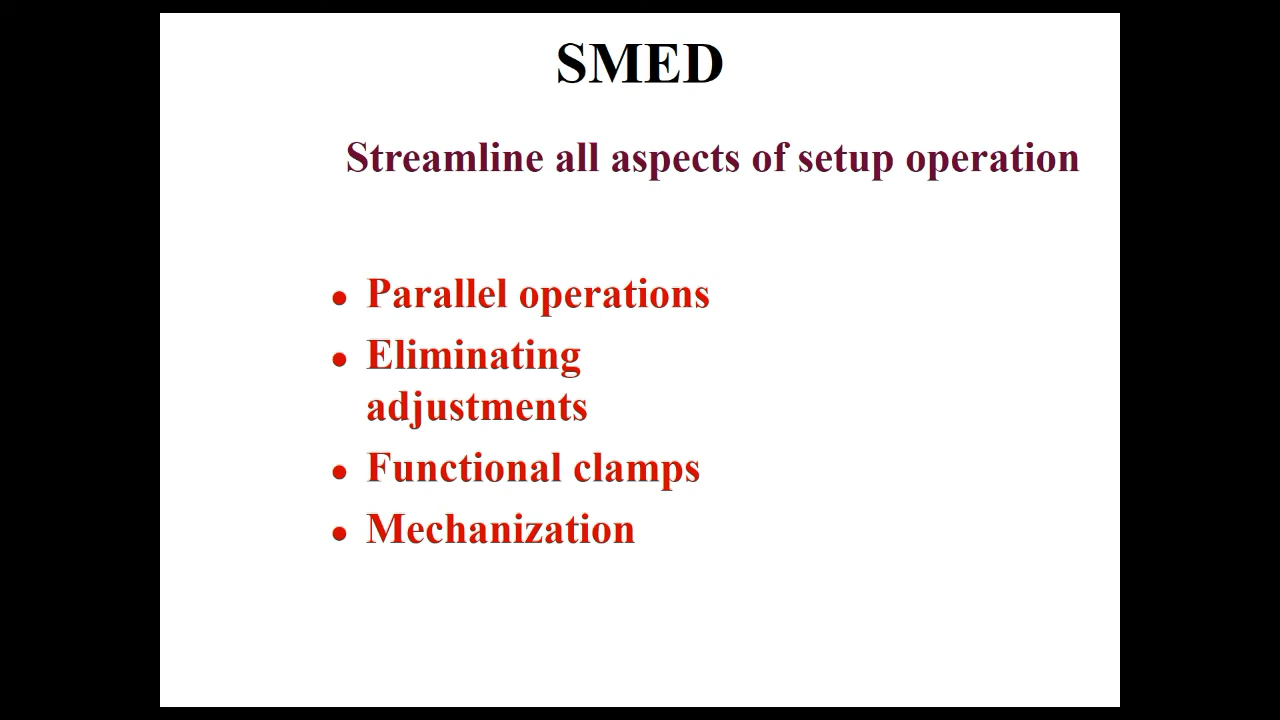 SMED
Streamline all aspects of setup operation
• Parallel operations
• Eliminating
adjustments
• Functional clamps
• Mechanization